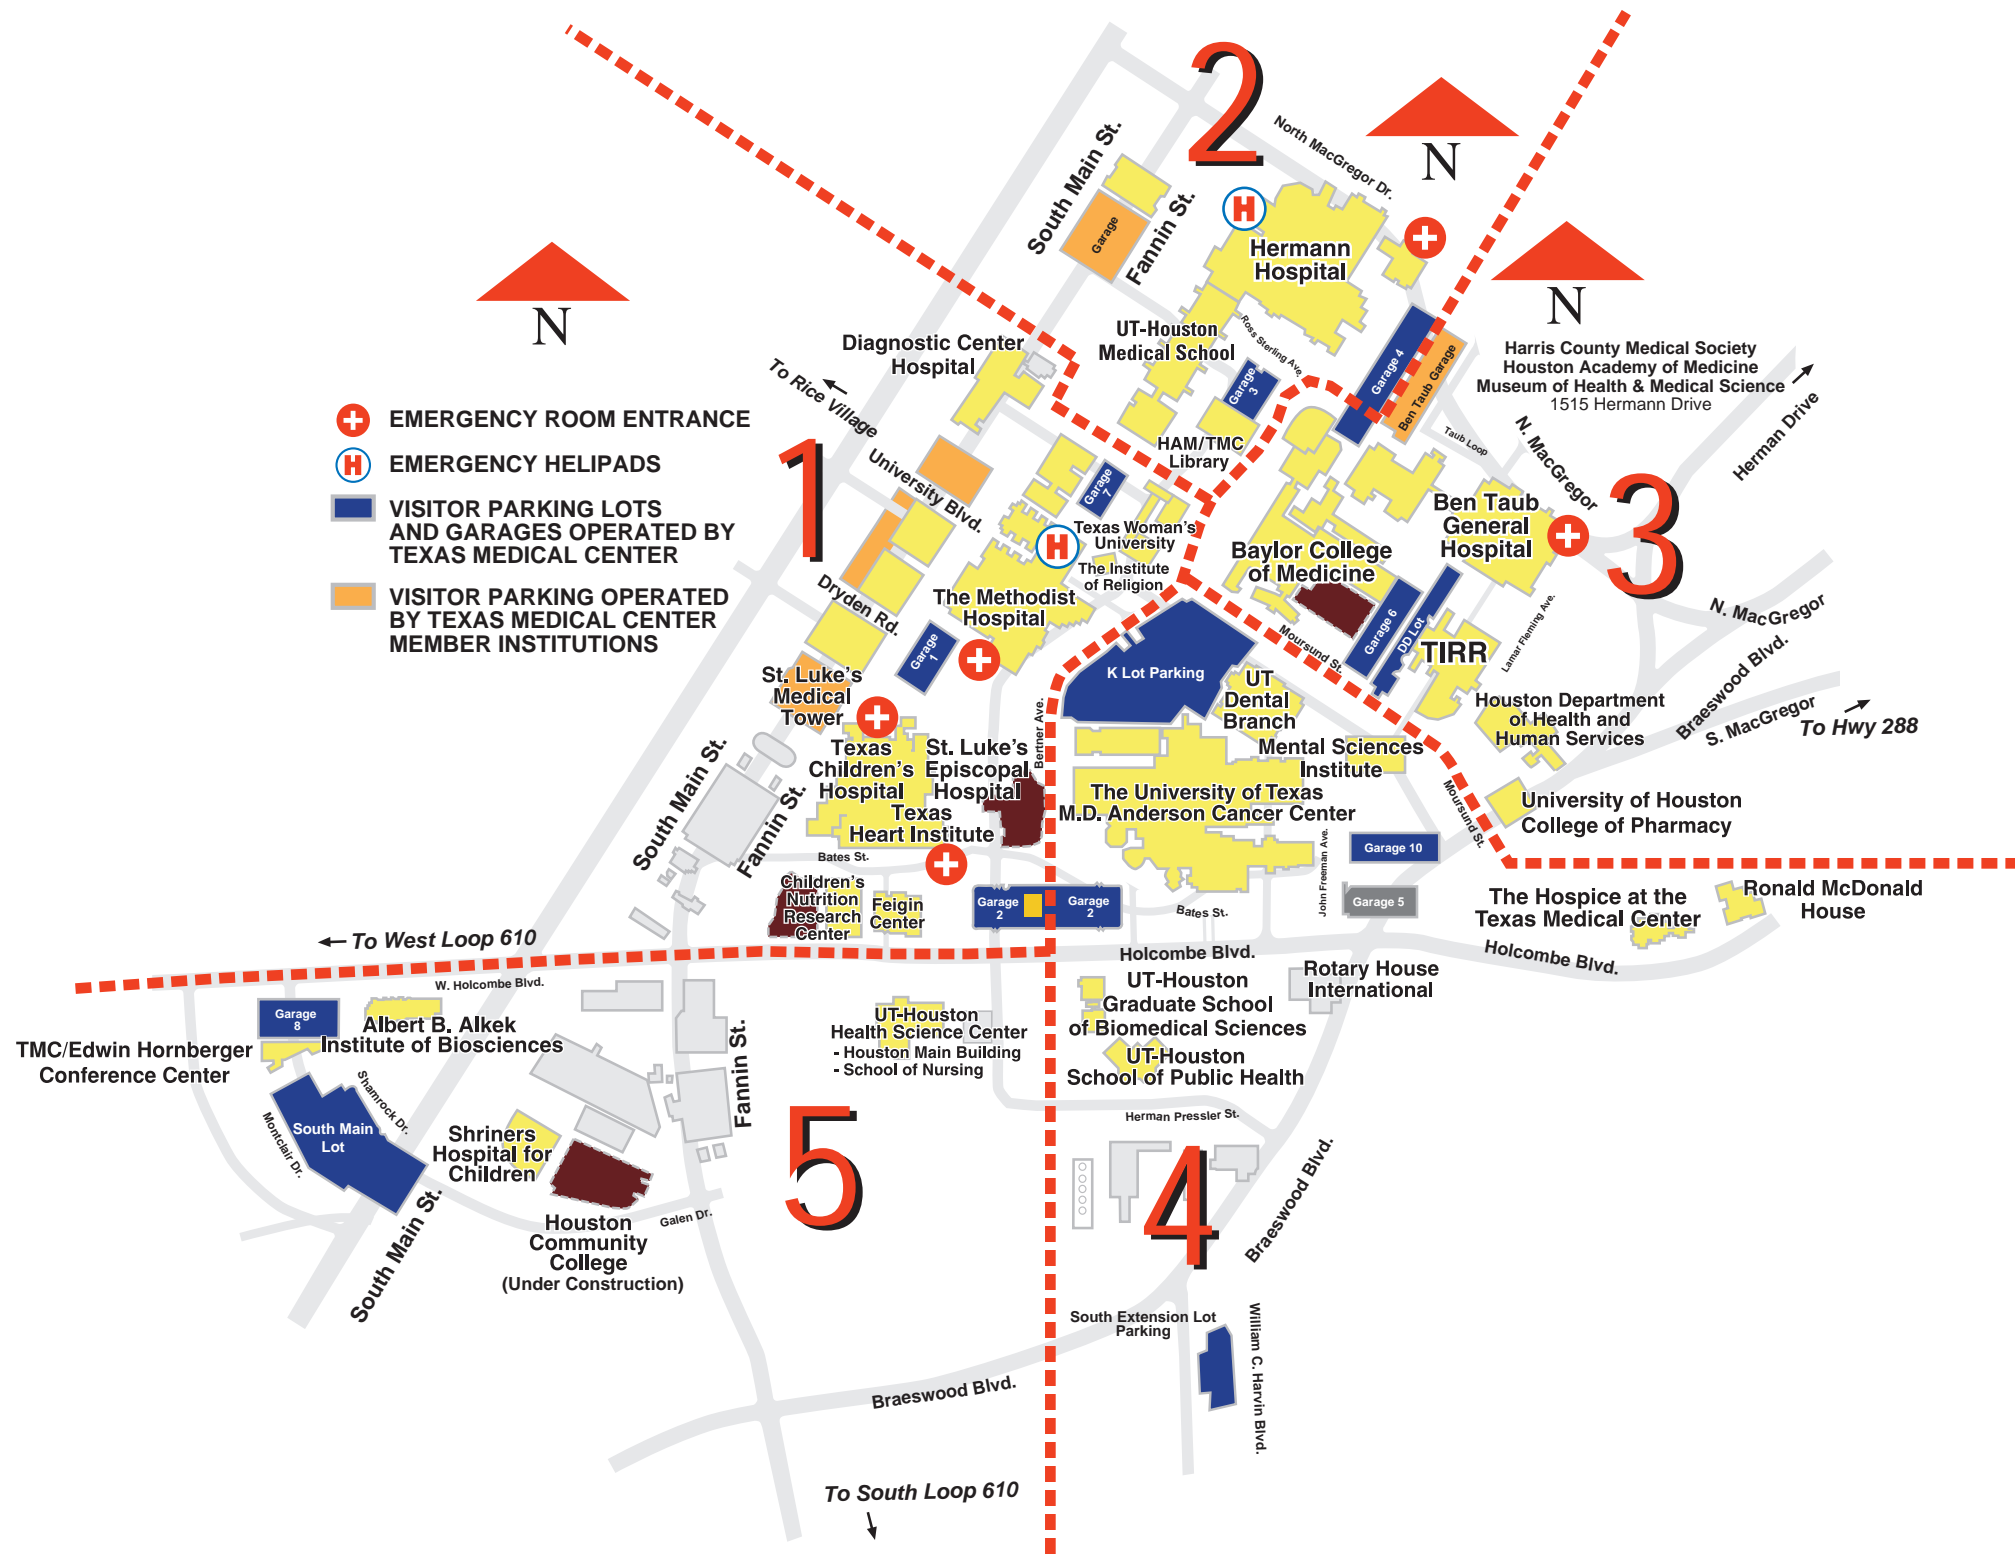 2
North MacGregor Dr.
N
South Main St.
Garage
Fannin St.
H
Hermann
Hospital
N
N
UT-Houston
Medical School
Ross Sterling Ave.
Garage 4
Ben Taub Garage
Harris County Medical Society
Houston Academy of Medicine
Museum of Health & Medical Science
1515 Hermann Drive
Diagnostic Center
Hospital
Garage
3
To Rice Village
EMERGENCY ROOM ENTRANCE
H
EMERGENCY HELIPADS
VISITOR PARKING LOTS
AND GARAGES OPERATED BY
TEXAS MEDICAL CENTER
VISITOR PARKING OPERATED
BY TEXAS MEDICAL CENTER
MEMBER INSTITUTIONS
1
University Blvd.
HAM/TMC
Library
Taub Loop
N. MacGregor
Herman Drive
3
Garage
7
Texas Woman's
University
H
The Institute
of Religion
Baylor College
of Medicine
Ben Taub
General
Hospital
Dryden Rd.
The Methodist
Hospital
Garage
1
Garage 6
DD Lot
Moursund St.
TIRR
Lamar Fleming Ave.
N. MacGregor
Braeswood Blvd.
S. MacGregor
To Hwy 288
St. Luke's
Medical
Tower
K Lot Parking
UT
Dental
Branch
Houston Department
of Health and
Human Services
Bertner Ave.
Texas
Children's
Hospital
St. Luke's
Episcopal
Hospital
Texas
Heart Institute
Mental Sciences
Institute
The University of Texas
M.D. Anderson Cancer Center
Moursund St.
University of Houston
College of Pharmacy
South Main St.
Fannin St.
Bates St.
John Freeman Ave.
Garage 10
Children's
Nutrition
Research
Center
Feigin
Center
Garage
2
Garage
2
Bates St.
Garage 5
The Hospice at the
Texas Medical Center
Ronald McDonald
House
To West Loop 610
Holcombe Blvd.
Holcombe Blvd.
W. Holcombe Blvd.
Garage
8
Albert B. Alkek
Institute of Biosciences
TMC/Edwin Hornberger
Conference Center
UT-Houston
Health Science Center
- Houston Main Building
- School of Nursing
UT-Houston
Graduate School
of Biomedical Sciences
Rotary House
International
UT-Houston
School of Public Health
Fannin St.
Shamrock Dr.
South Main
Lot
Montclair Dr.
Shriners
Hospital for
Children
5
Herman Pressler St.
4
Braeswood Blvd.
Galen Dr.
Houston
Community
College
(Under Construction)
South Main St.
South Extension Lot
Parking
William C. Harvin Blvd.
Braeswood Blvd.
To South Loop 610